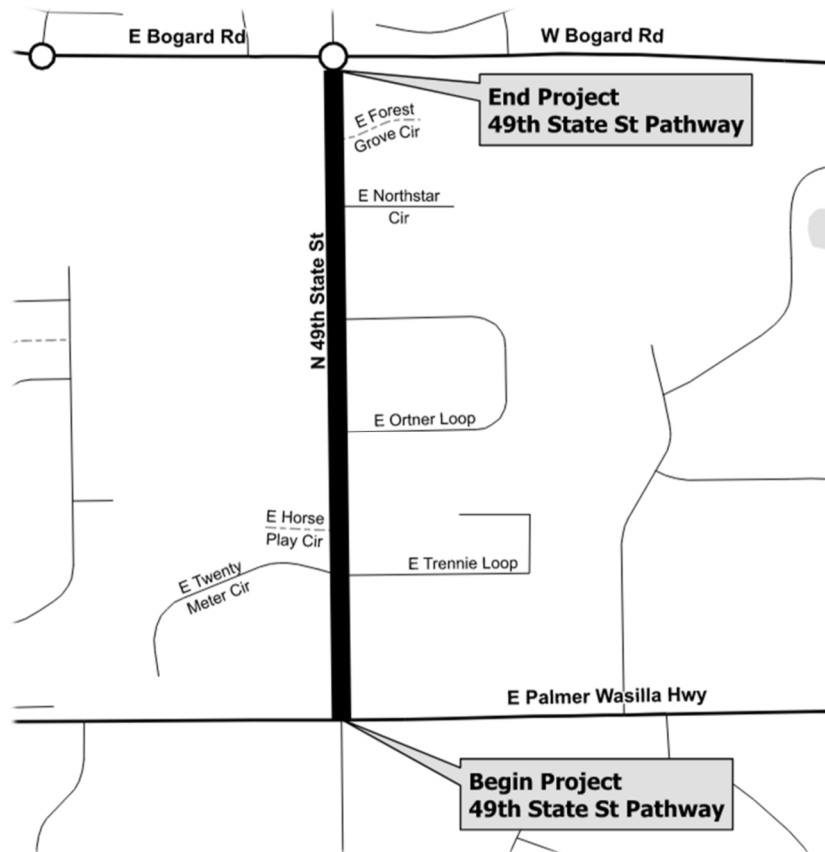 E Bogard Rd
W Bogard Rd
End Project
49th State St Pathway
E Forest
Grove Cir
E Northstar
Cir
N 49th State St
E Ortner Loop
E Horse
Play Cir
E Trennie Loop
E Twenty
Meter Cir
E Palmer Wasilla Hwy
Begin Project
49th State St Pathway